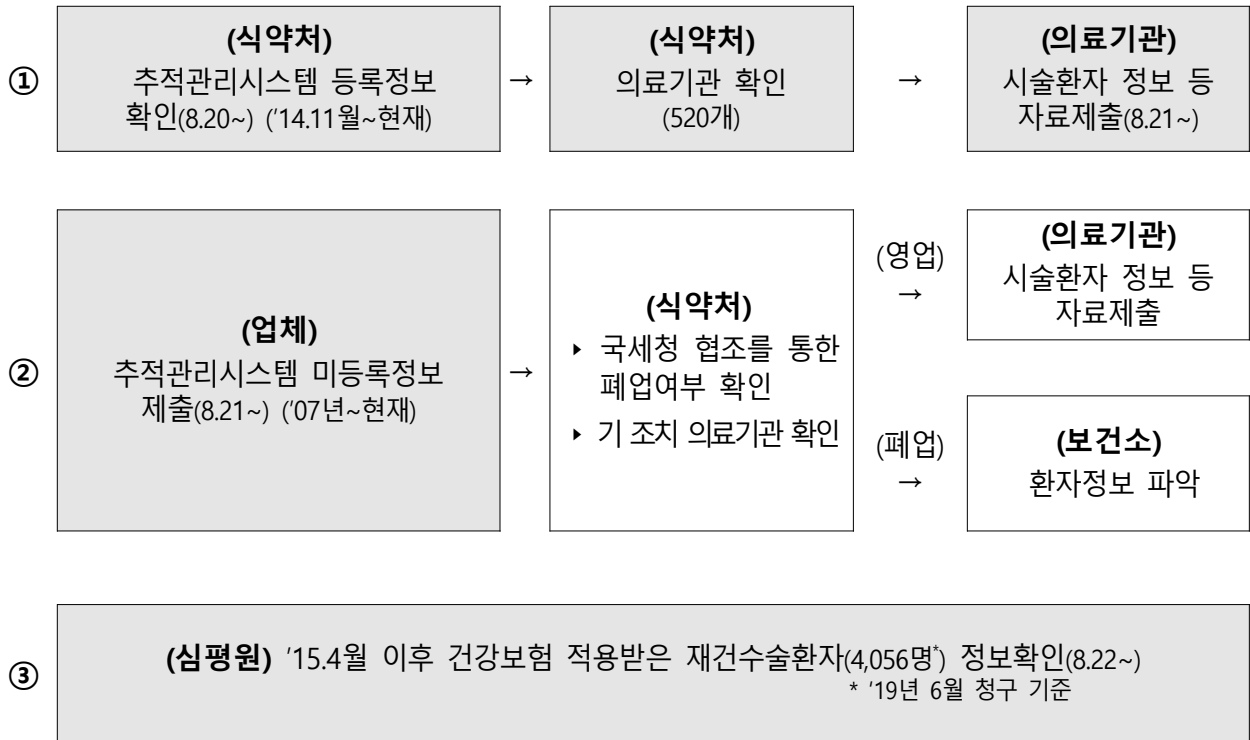 ①
(식약처)
추적관리시스템 등록정보
확인(8.20~) ('14.11월~현재)
→
(식약처)
의료기관 확인
(520개)
→
(의료기관)
시술환자 정보 등
자료제출(8.21~)
②
(업체)
추적관리시스템 미등록정보
제출(8.21~) ('07년~현재)
→
(식약처)
▸ 국세청 협조를 통한
폐업여부 확인
▸ 기 조치 의료기관 확인
(영업)
→
(의료기관)
시술환자 정보 등
자료제출
(폐업)
→
(보건소)
환자정보 파악
③
(심평원) '15.4월 이후 건강보험 적용받은 재건수술환자(4,056명*) 정보확인(8.22~)
* '19년 6월 청구 기준